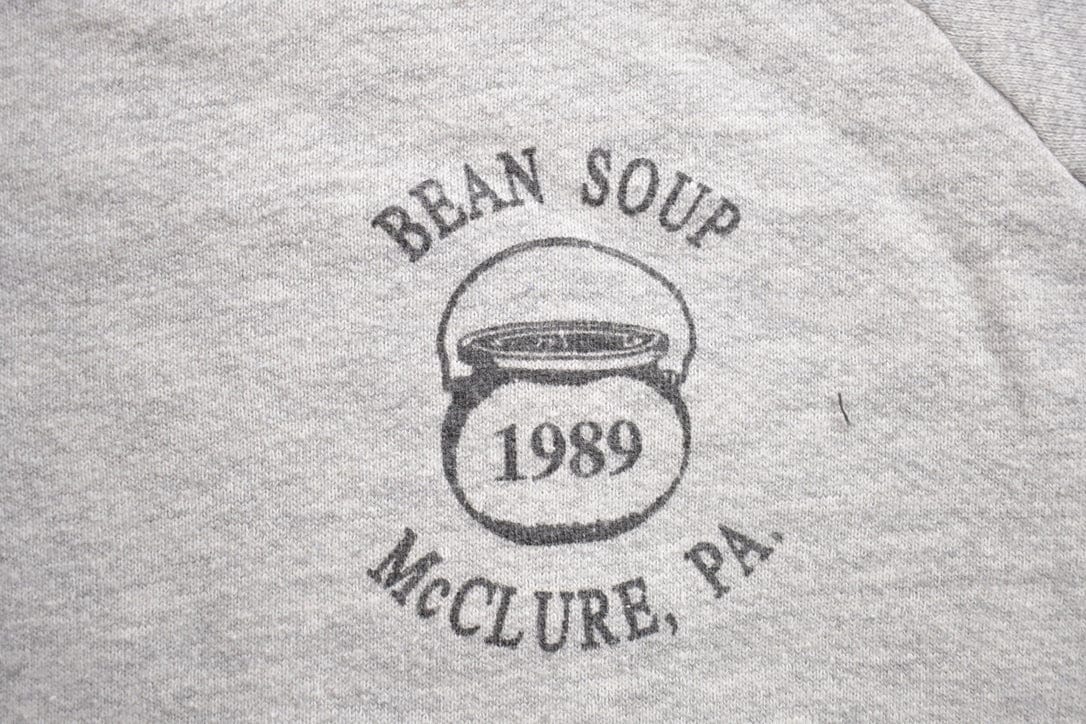 BEAN SOUP
1989
McCLURE, PA.